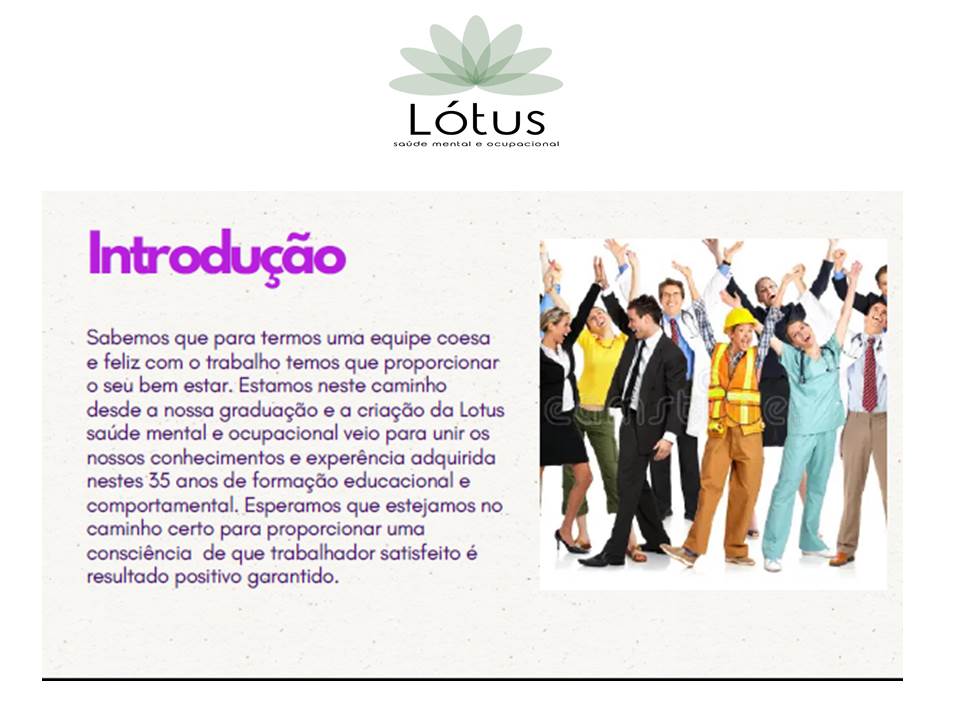 Lótus
saúde mental e ocupacional
Introdução
Sabemos que para termos uma equipe coesa
e feliz com o trabalho temos que proporcionar
o seu bem estar. Estamos neste caminho
desde a nossa graduação e a criação da Lotus
saúde mental e ocupacional veio para unir os
nossos conhecimentos e experência adquirida
nestes 35 anos de formação educacional e
comportamental. Esperamos que estejamos no
caminho certo para proporcionar uma
consciência  de que trabalhador satisfeito é
resultado positivo garantido.